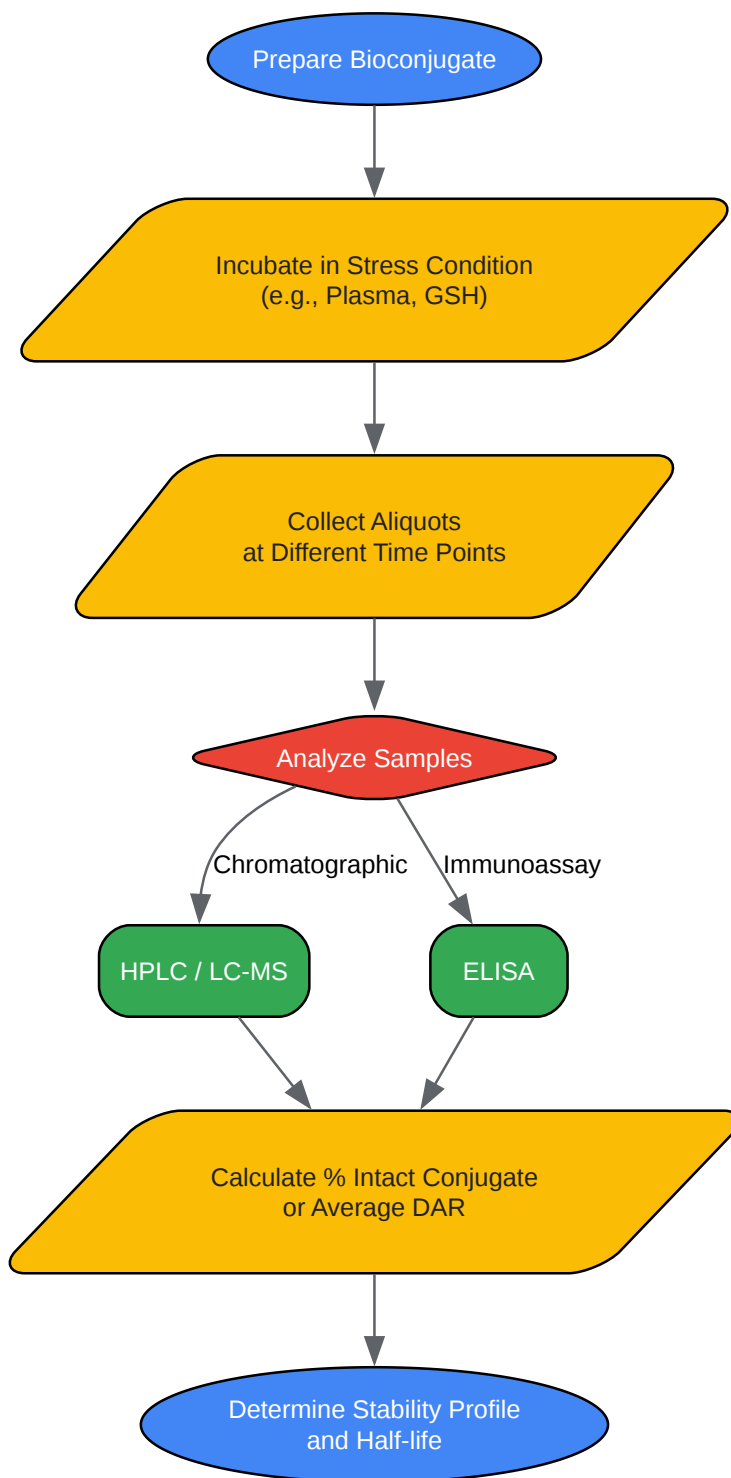 Prepare Bioconjugate
Incubate in Stress Condition
(e.g., Plasma, GSH)
Collect Aliquots
at Different Time Points
Analyze Samples
Chromatographic
Immunoassay
HPLC / LC-MS
ELISA
Calculate % Intact Conjugate
or Average DAR
Determine Stability Profile
and Half-life